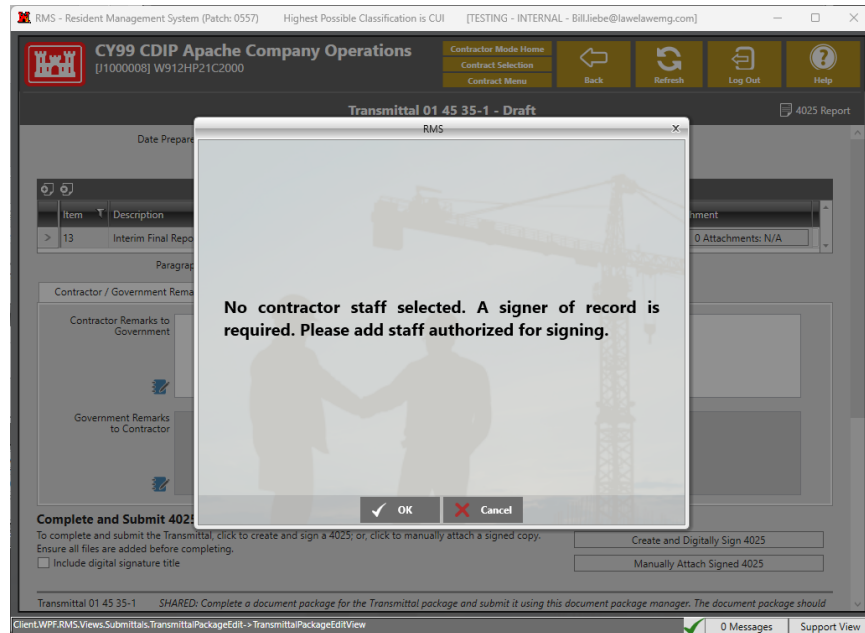 RMS - Resident Management System (Patch: 0557) Highest Possible Classification is CUI [TESTING - INTERNAL - Bill.liebe@lawelawemg.com]
CY99 CDIP Apache Company Operations
[J1000008] W912HP21C2000
Contractor Mode Home
Contract Selection
Contract Menu
Back
Refresh
Log Out
Help
Transmittal 01 45 35-1 - Draft
4025 Report
RMS
x
Date Prepare
Item
Description
hment
> 13 Interim Final Repo
0 Attachments: N/A
Paragrap
Contractor / Government Rema
No contractor staff selected. A signer of record is
required. Please add staff authorized for signing.
Contractor Remarks to
Government
Government Remarks
to Contractor
OK
Cancel
Complete and Submit 402
To complete and submit the Transmittal, click to create and sign a 4025; or, click to manually attach a signed copy.
Ensure all files are added before completing.
Include digital signature title
Create and Digitally Sign 4025
Manually Attach Signed 4025
Transmittal 01 45 35-1 SHARED: Complete a document package for the Transmittal package and submit it using this document package manager. The document package should
Client.WPF.RMS.Views.Submittals.TransmittalPackageEdit-> TransmittalPackageEditView
0 Messages
Support View